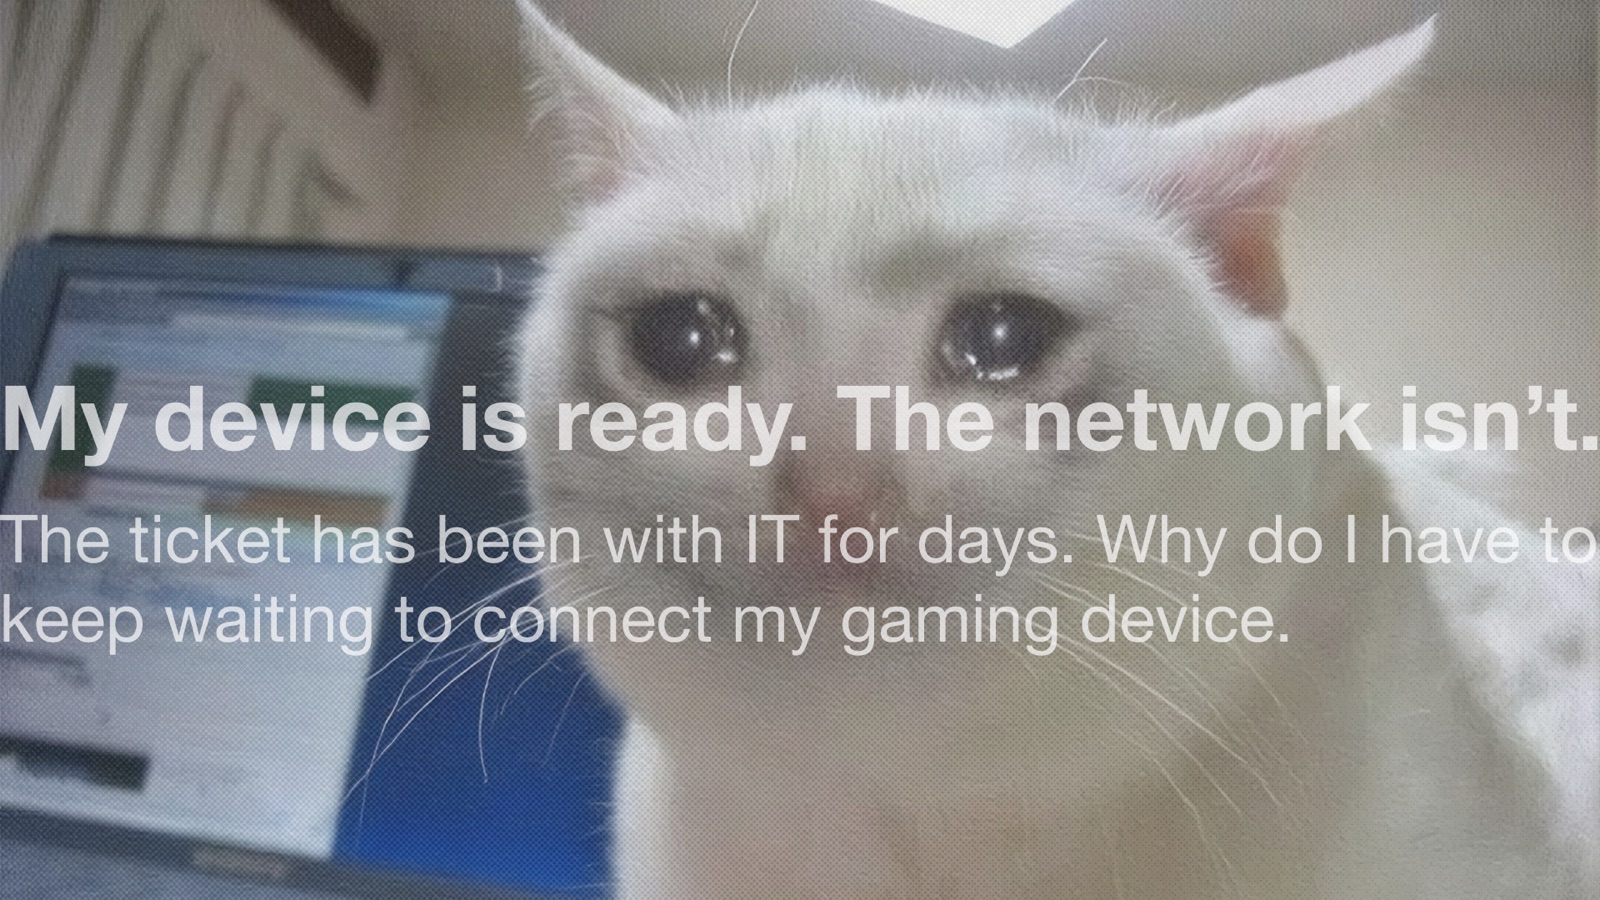 My device is ready. The network isn’t.
The ticket has been with IT for days. Why do I have to
keep waiting to connect my gaming device.